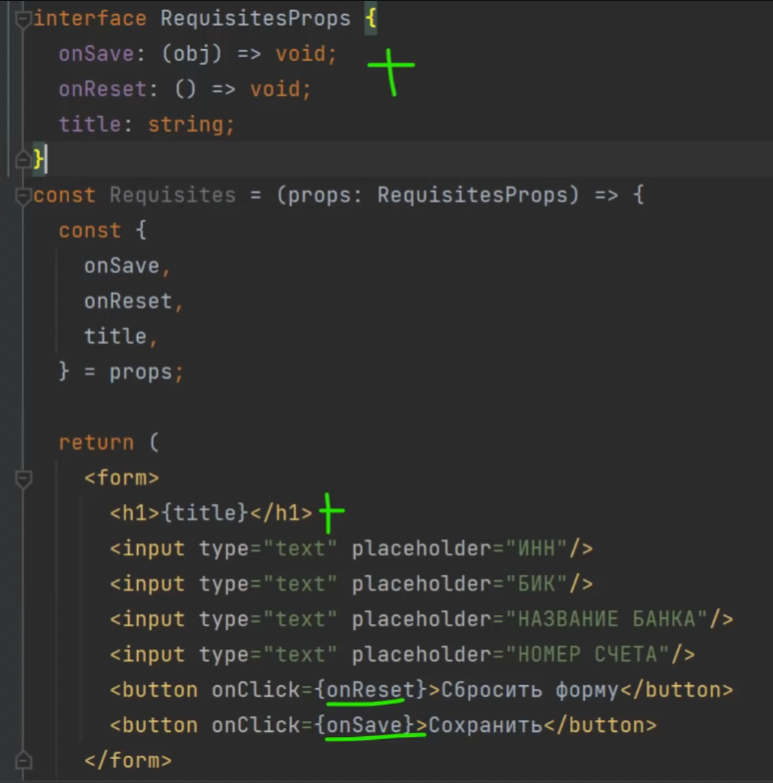 interface RequisitesProps {
  onSave: (obj) => void;
  onReset: () => void;
  title: string;
}
const Requisites = (props: RequisitesProps) => {
  const {
    onSave,
    onReset,
    title,
  } = props;
  return (
    <form>
      <h1>{title}</h1>
      <input type="text" placeholder="ИНН"/>
      <input type="text" placeholder="БИК"/>
      <input type="text" placeholder="НАЗВАНИЕ БАНКА"/>
      <input type="text" placeholder="НОМЕР СЧЕТА"/>
      <button onClick={onReset}>Сбросить форму</button>
      <button onClick={onSave}>Сохранить</button>
    </form>